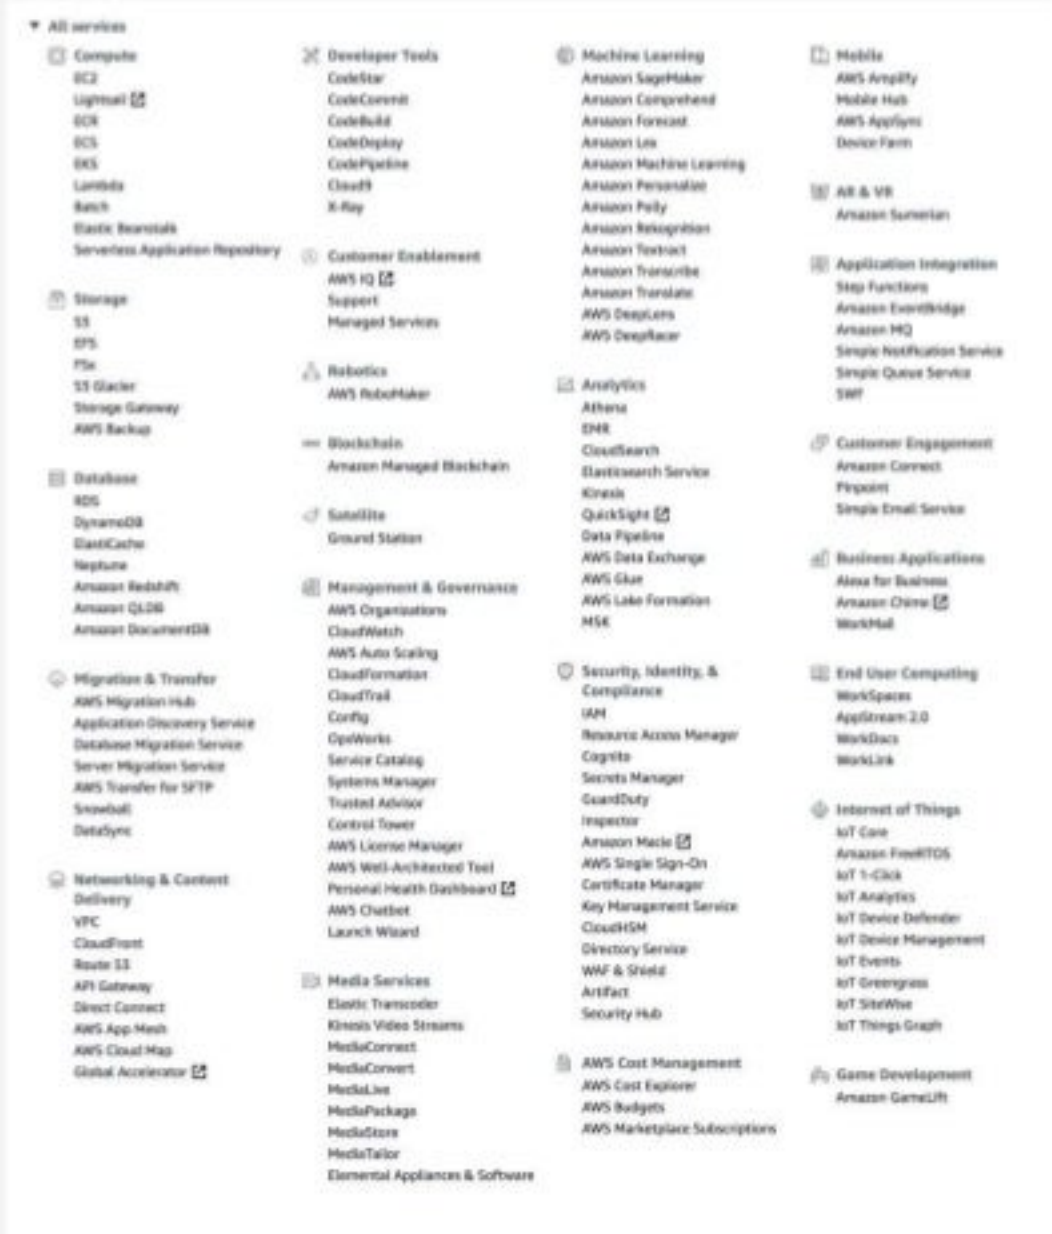 All services
Compute
EC2
Lightsail
ECR
ECS
EKS
Lambda
Batch
Elastic Beanstalk
Serverless Application Repository
Storage
S3
EFS
FSx
S3 Glacier
Storage Gateway
AWS Backup
Database
RDS
DynamoDB
ElastiCache
Neptune
Amazon Redshift
Amazon QLDB
Amazon DocumentDB
Migration & Transfer
AWS Migration Hub
Application Discovery Service
Database Migration Service
Server Migration Service
AWS Transfer for SFTP
Snowball
DataSync
Networking & Content
Delivery
VPC
CloudFront
Route 53
API Gateway
Direct Connect
AWS App Mesh
AWS Cloud Map
Global Accelerator
Developer Tools
CodeStar
CodeCommit
CodeBuild
CodeDeploy
CodePipeline
Cloud9
X-Ray
Customer Enablement
AWS IQ
Support
Managed Services
Robotics
AWS RoboMaker
Blockchain
Amazon Managed Blockchain
Satellite
Ground Station
Management & Governance
AWS Organizations
CloudWatch
AWS Auto Scaling
CloudFormation
CloudTrail
Config
OpsWorks
Service Catalog
Systems Manager
Trusted Advisor
Control Tower
AWS License Manager
AWS Well-Architected Tool
Personal Health Dashboard
AWS Chatbot
Launch Wizard
Media Services
Elastic Transcoder
Kinesis Video Streams
MediaConnect
MediaConvert
MediaLive
MediaPackage
MediaStore
MediaTailor
Elemental Appliances & Software
Machine Learning
Amazon SageMaker
Amazon Comprehend
Amazon Forecast
Amazon Lex
Amazon Machine Learning
Amazon Personalize
Amazon Polly
Amazon Rekognition
Amazon Textract
Amazon Transcribe
Amazon Translate
AWS DeepLens
AWS DeepRacer
Analytics
Athena
EMR
CloudSearch
Elasticsearch Service
Kinesis
QuickSight
Data Pipeline
AWS Data Exchange
AWS Glue
AWS Lake Formation
MSK
Security, Identity, &
Compliance
IAM
Resource Access Manager
Cognito
Secrets Manager
GuardDuty
Inspector
Amazon Macie
AWS Single Sign-On
Certificate Manager
Key Management Service
CloudHSM
Directory Service
WAF & Shield
Artifact
Security Hub
AWS Cost Management
AWS Cost Explorer
AWS Budgets
AWS Marketplace Subscriptions
Mobile
AWS Amplify
Mobile Hub
AWS AppSync
Device Farm
AR & VR
Amazon Sumerian
Application Integration
Step Functions
Amazon EventBridge
Amazon MQ
Simple Notification Service
Simple Queue Service
SWF
Customer Engagement
Amazon Connect
Pinpoint
Simple Email Service
Business Applications
Alexa for Business
Amazon Chime
WorkMail
End User Computing
WorkSpaces
AppStream 2.0
WorkDocs
WorkLink
Internet of Things
IoT Core
Amazon FreeRTOS
IoT 1-Click
IoT Analytics
IoT Device Defender
IoT Device Management
IoT Events
IoT Greengrass
IoT SiteWise
IoT Things Graph
Game Development
Amazon GameLift